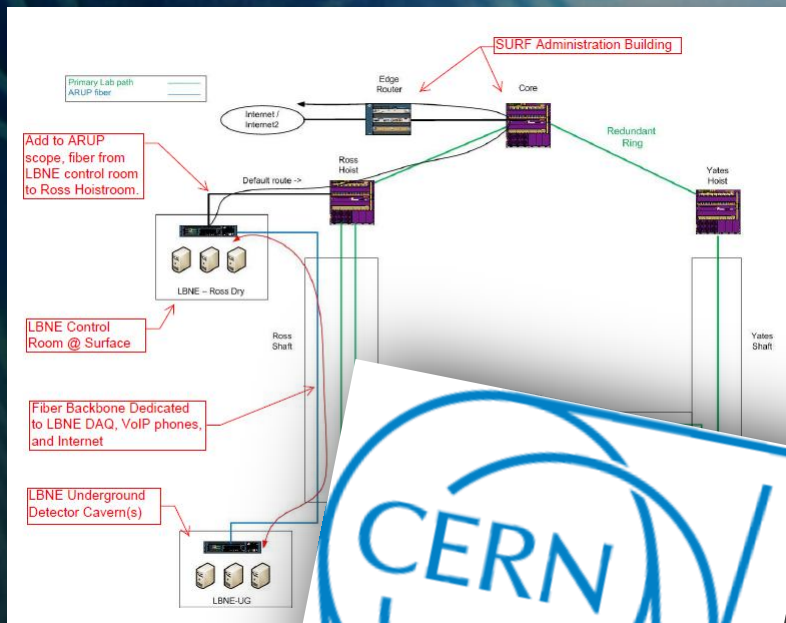 SURF Administration Building
Primary Lab path
ARUP fiber
Edge
Router
Core
Internet /
Internet2
Redundant
Ring
Add to ARUP
scope, fiber from
LBNE control room
to Ross Hoistroom.
Ross
Hoist
Default route ->
Yates
Hoist
LBNE – Ross Dry
LBNE Control
Room @ Surface
Ross
Shaft
Yates
Shaft
Fiber Backbone Dedicated
to LBNE DAQ, VoIP phones,
and Internet
LBNE Underground
Detector Cavern(s)
LBNE-UG
CERN